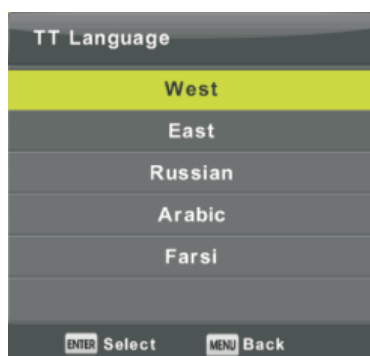 TT Language
West
East
Russian
Arabic
Farsi
ENTER Select MENU Back